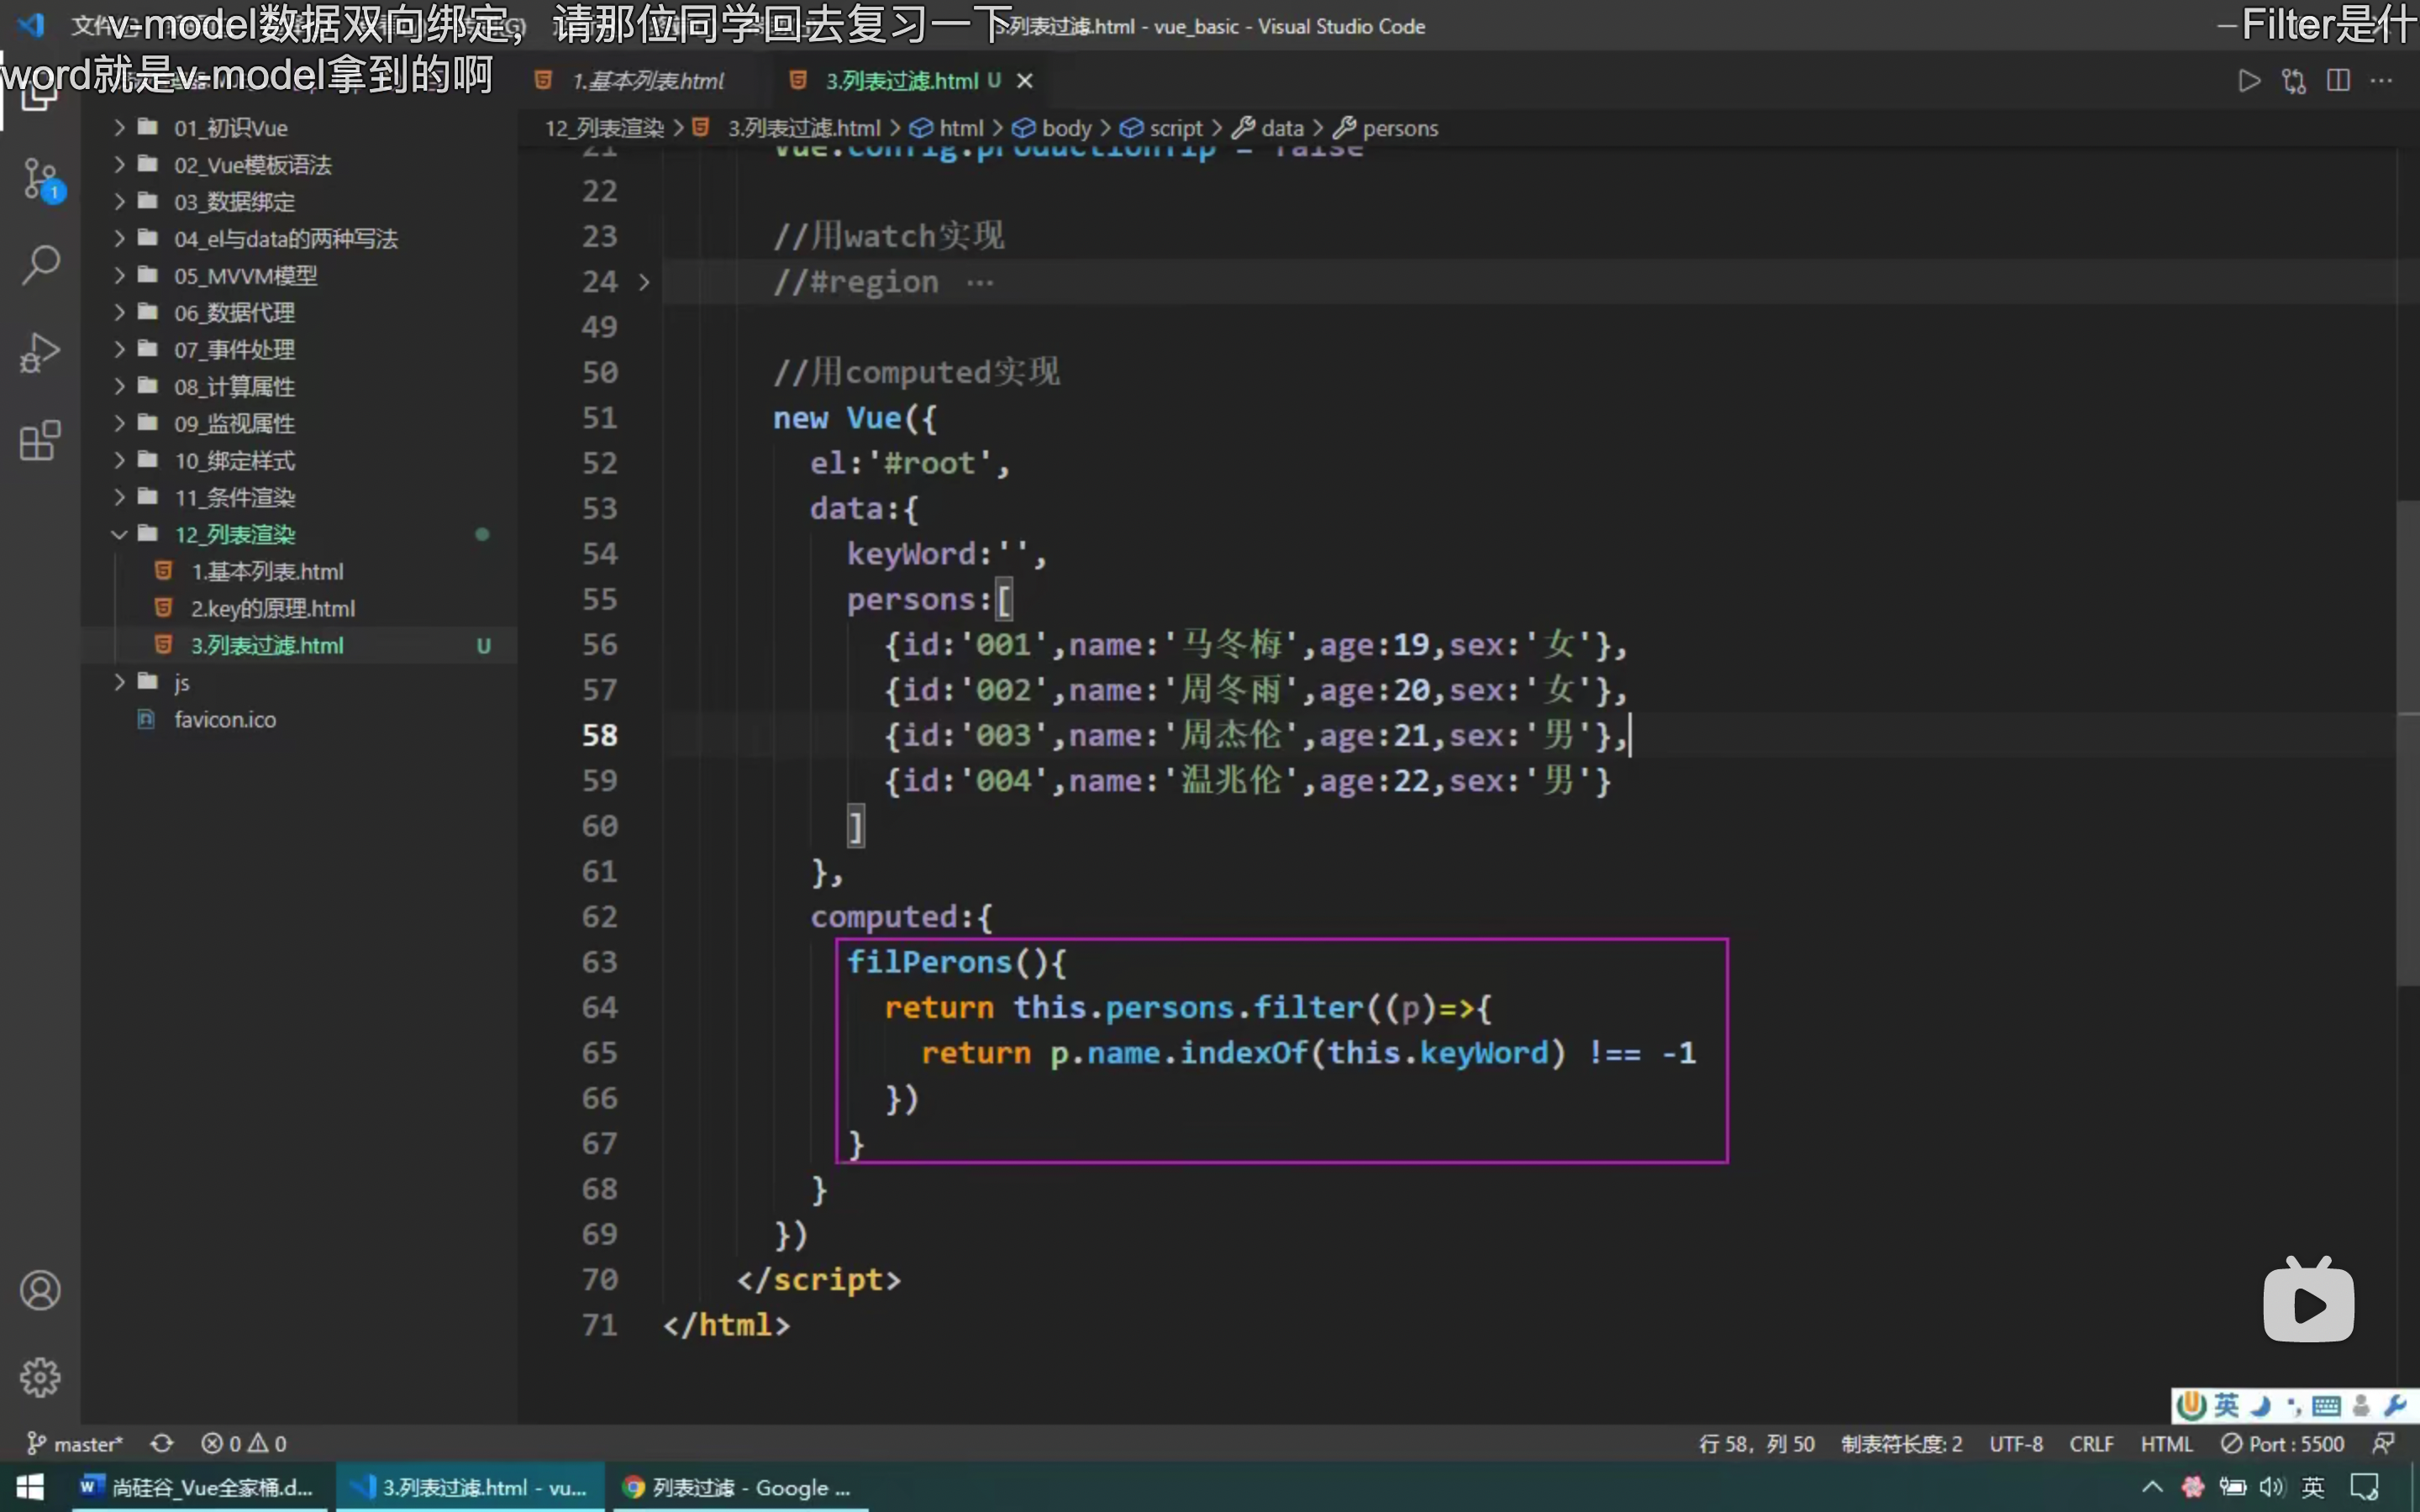 v-model数据双向绑定，请那位同学回去复习一下
3.列表过滤.html - vue_basic - Visual Studio Code
Filter是什
word就是v-model拿到的啊
1.基本列表.html
3.列表过滤.html U
12_列表渲染 > 3.列表过滤.html > html > body > script > data > persons
01_初识Vue
02_Vue模板语法
03_数据绑定
04_el与data的两种写法
05_MVVM模型
06_数据代理
07_事件处理
08_计算属性
09_监视属性
10_绑定样式
11_条件渲染
12_列表渲染
1.基本列表.html
2.key的原理.html
3.列表过滤.html U
js
favicon.ico
21 Vue.config.productionTip = false
22
23 //用watch实现
24 //#region ···
49
50 //用computed实现
51 new Vue({
52 el:'#root',
53 data:{
54 keyWord:'',
55 persons:[
56 {id:'001',name:'马冬梅',age:19,sex:'女'},
57 {id:'002',name:'周冬雨',age:20,sex:'女'},
58 {id:'003',name:'周杰伦',age:21,sex:'男'},
59 {id:'004',name:'温兆伦',age:22,sex:'男'}
60 ]
61 },
62 computed:{
63 filPerons(){
64 return this.persons.filter((p)=>{
65 return p.name.indexOf(this.keyWord) !== -1
66 })
67 }
68 }
69 })
70 </script>
71 </html>
1
英
master* 0 0
行 58，列 50 制表符长度: 2 UTF-8 CRLF HTML Port : 5500
尚硅谷_Vue全家桶.d...
3.列表过滤.html - vu...
列表过滤 - Google ...
英